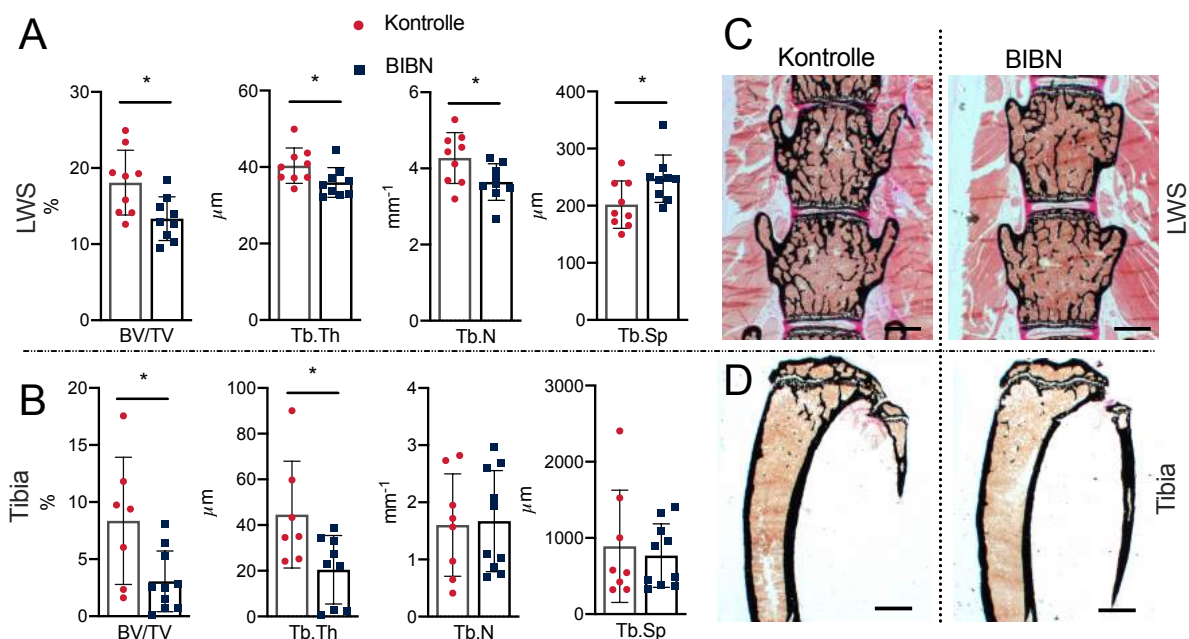 A
Kontrolle
BIBN
C
Kontrolle
BIBN
LWS
*
*
*
*
30
20
10
0
%
BV/TV
60
40
20
0
μm
Tb.Th
6
4
2
0
mm-1
Tb.N
400
300
200
100
0
μm
Tb.Sp
LWS
B
D
Tibia
*
*
20
15
10
5
0
%
BV/TV
100
80
60
40
20
0
μm
Tb.Th
4
3
2
1
0
mm-1
Tb.N
3000
2000
1000
0
μm
Tb.Sp
Tibia